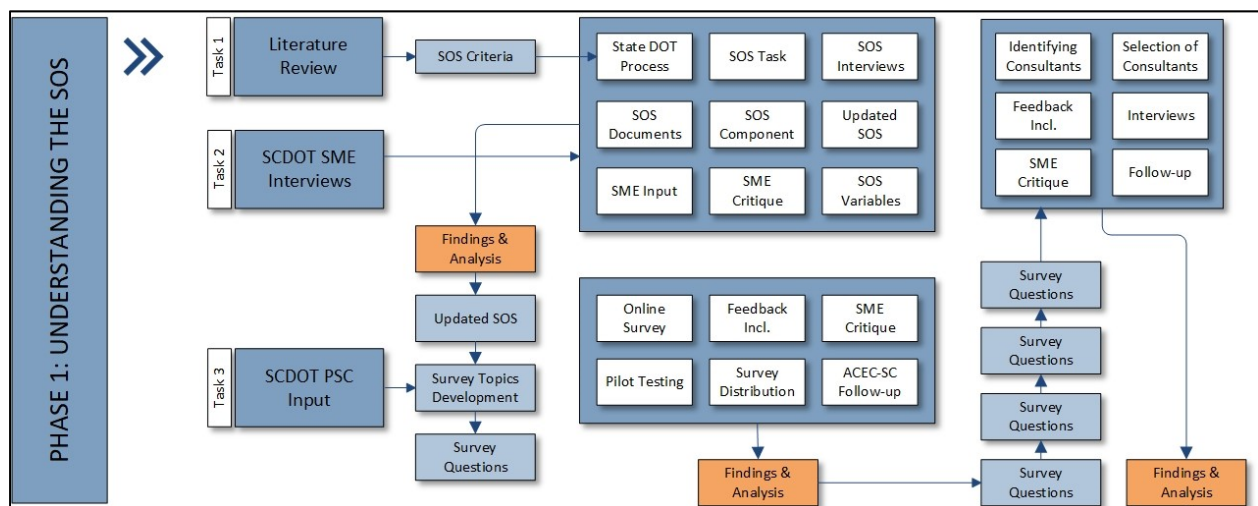 PHASE 1: UNDERSTANDING THE SOS
Task 1
Literature
Review
SOS Criteria
State DOT
Process
SOS Task
SOS
Interviews
SOS
Documents
SOS
Component
Updated
SOS
SME Input
SME
Critique
SOS
Variables
Task 2
SCDOT SME
Interviews
Findings &
Analysis
Updated SOS
Task 3
SCDOT PSC
Input
Survey Topics
Development
Survey
Questions
Online
Survey
Feedback
Incl.
SME
Critique
Pilot Testing
Survey
Distribution
ACEC-SC
Follow-up
Findings &
Analysis
Survey
Questions
Survey
Questions
Survey
Questions
Survey
Questions
Identifying
Consultants
Selection of
Consultants
Feedback
Incl.
Interviews
SME
Critique
Follow-up
Findings &
Analysis